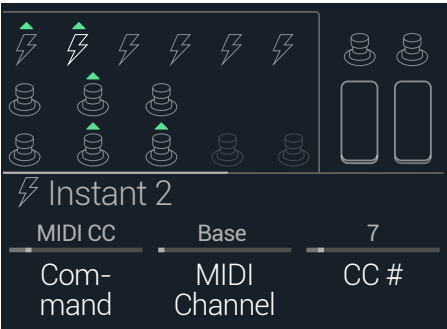 Instant 2
MIDI CC
Base
7
Com-
mand
MIDI
Channel
CC #